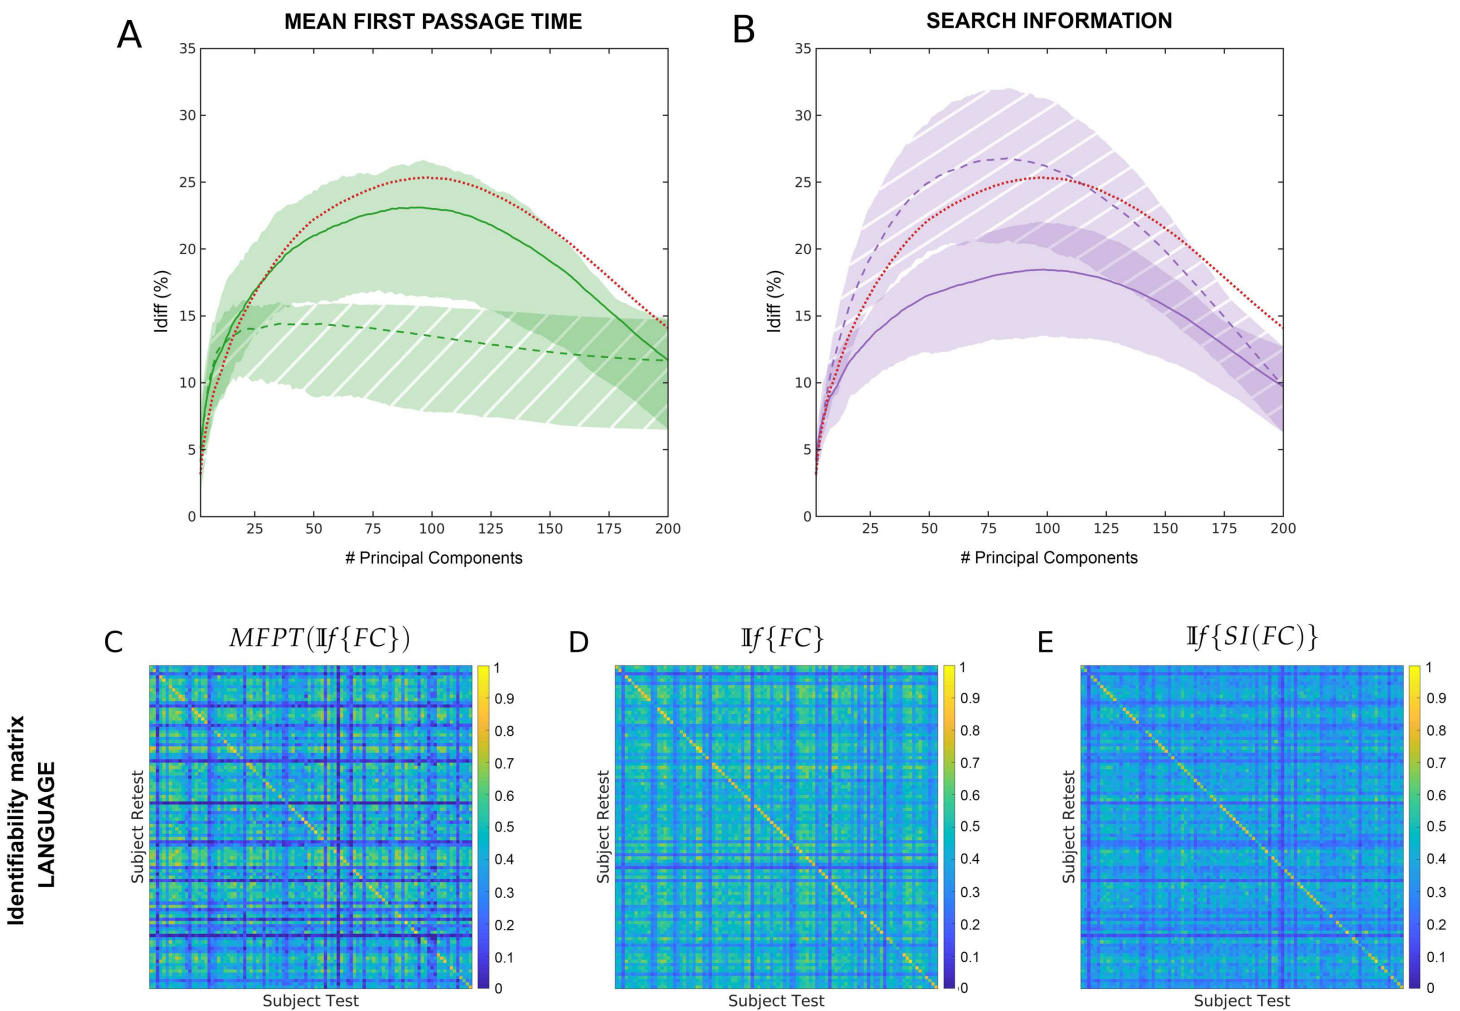 A
MEAN FIRST PASSAGE TIME
35
30
25
20
15
10
5
0
Idiff (%)
25 50 75 100 125 150 175 200
# Principal Components
B
SEARCH INFORMATION
35
30
25
20
15
10
5
0
Idiff (%)
25 50 75 100 125 150 175 200
# Principal Components
Identifiability matrix
LANGUAGE
C
MFPT(𝕀f{FC})
Subject Retest
Subject Test
1
0.9
0.8
0.7
0.6
0.5
0.4
0.3
0.2
0.1
0
D
𝕀f{FC}
Subject Retest
Subject Test
1
0.9
0.8
0.7
0.6
0.5
0.4
0.3
0.2
0.1
0
E
𝕀f{SI(FC)}
Subject Retest
Subject Test
1
0.9
0.8
0.7
0.6
0.5
0.4
0.3
0.2
0.1
0